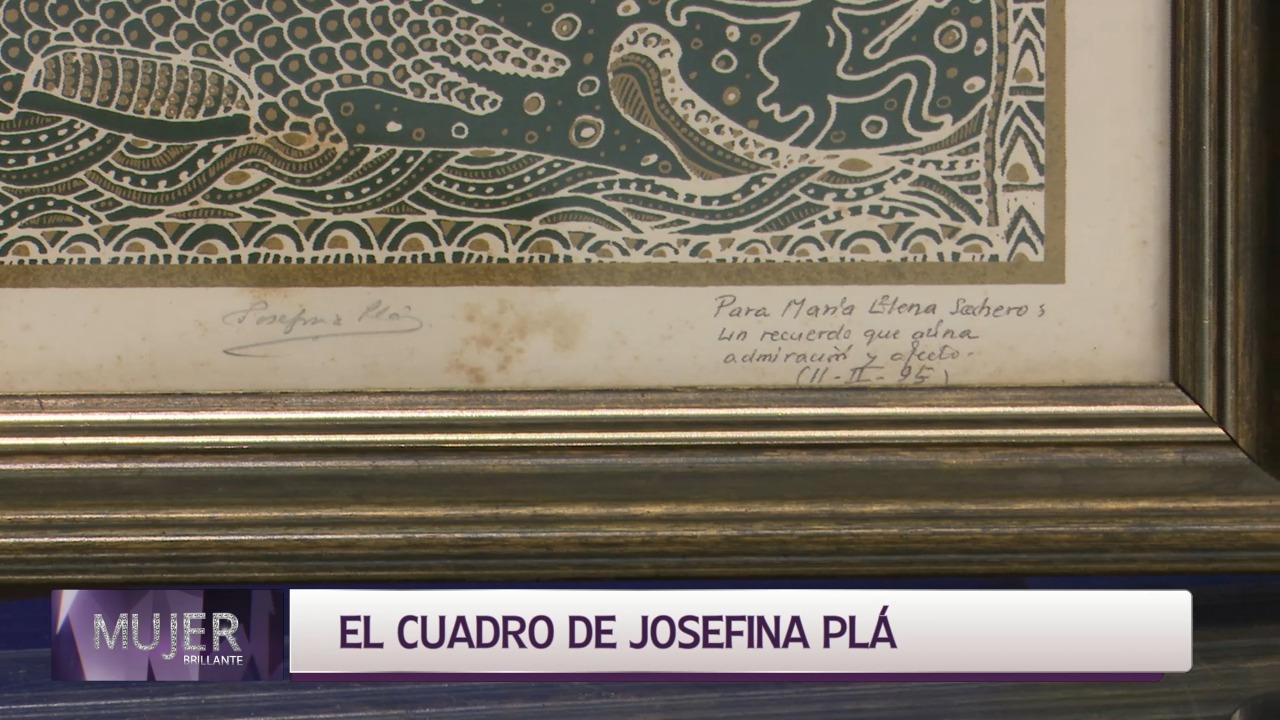 Josefina Plá
Para María Elena Sachero s
un recuerdo que aúna
admiración y afecto.
(11-II-95)
MUJER
BRILLANTE
EL CUADRO DE JOSEFINA PLÁ